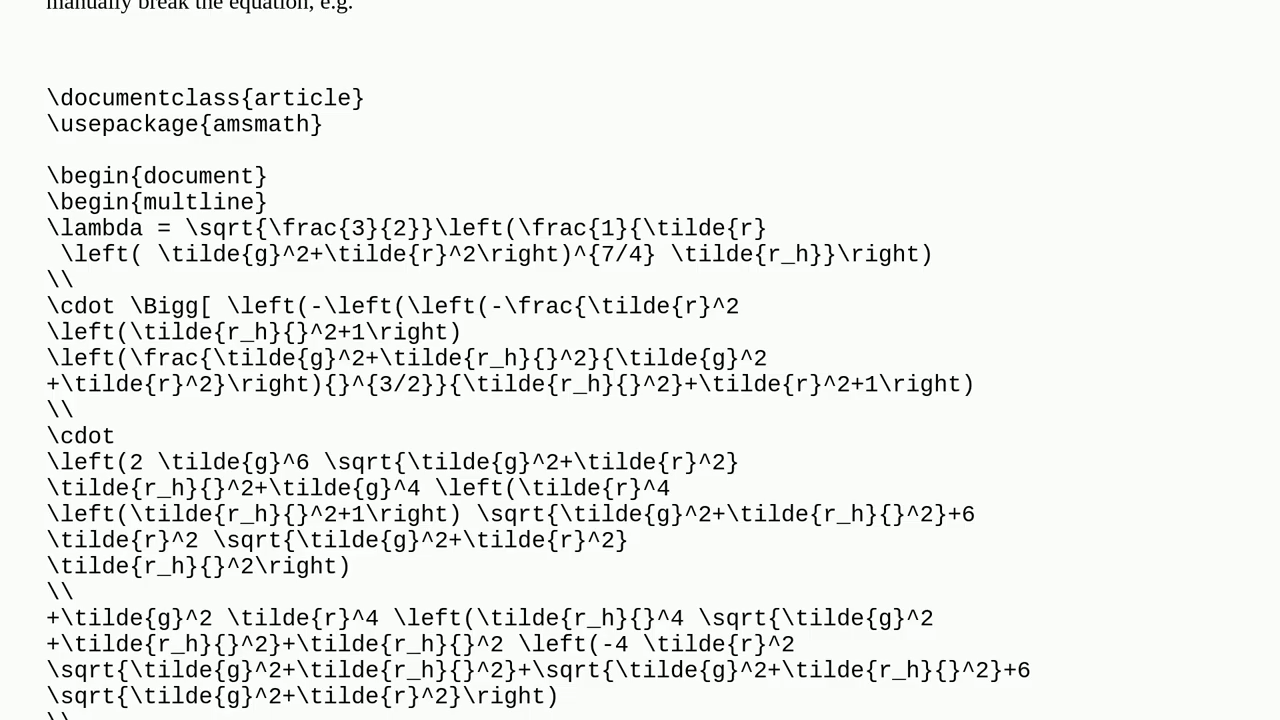 manually break the equation, e.g.
\documentclass{article}
\usepackage{amsmath}
\begin{document}
\begin{multline}
\lambda = \sqrt{\frac{3}{2}}\left(\frac{1}{\tilde{r}
\left( \tilde{g}^2+\tilde{r}^2\right)^{7/4} \tilde{r_h}}\right)
\\
\cdot \Bigg[ \left(-\left(\left(-\frac{\tilde{r}^2
\left(\tilde{r_h}{}^2+1\right)
\left(\frac{\tilde{g}^2+\tilde{r_h}{}^2}{\tilde{g}^2
+\tilde{r}^2}\right){}^{3/2}}{\tilde{r_h}{}^2}+\tilde{r}^2+1\right)
\\
\cdot
\left(2 \tilde{g}^6 \sqrt{\tilde{g}^2+\tilde{r}^2}
\tilde{r_h}{}^2+\tilde{g}^4 \left(\tilde{r}^4
\left(\tilde{r_h}{}^2+1\right) \sqrt{\tilde{g}^2+\tilde{r_h}{}^2}+6
\tilde{r}^2 \sqrt{\tilde{g}^2+\tilde{r}^2}
\tilde{r_h}{}^2\right)
\\
+\tilde{g}^2 \tilde{r}^4 \left(\tilde{r_h}{}^4 \sqrt{\tilde{g}^2
+\tilde{r_h}{}^2}+\tilde{r_h}{}^2 \left(-4 \tilde{r}^2
\sqrt{\tilde{g}^2+\tilde{r_h}{}^2}+\sqrt{\tilde{g}^2+\tilde{r_h}{}^2}+6
\sqrt{\tilde{g}^2+\tilde{r}^2}\right)
\\